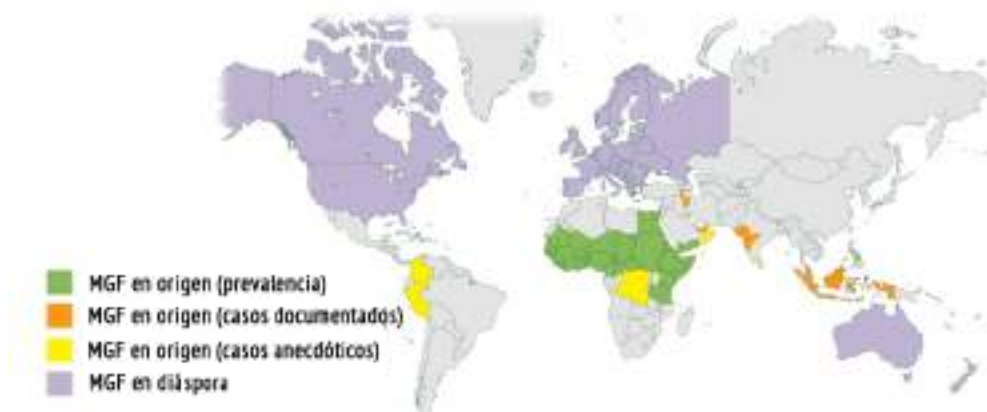 MGF en origen (prevalencia)
MGF en origen (casos documentados)
MGF en origen (casos anecdóticos)
MGF en diáspora